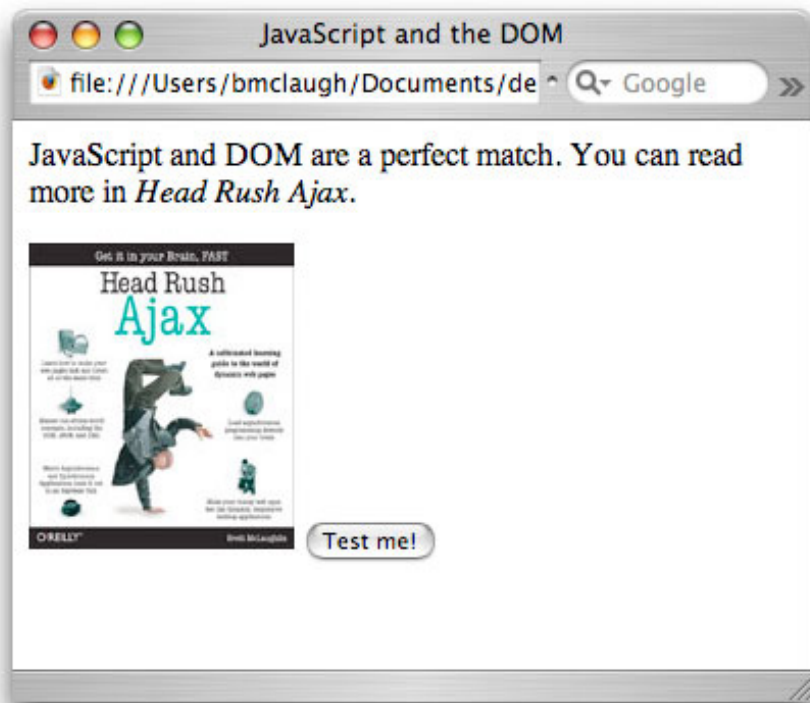 JavaScript and the DOM
file:///Users/bmclaugh/Documents/de
Google
JavaScript and DOM are a perfect match. You can read
more in Head Rush Ajax.
Get it in your Brain, FAST
Head Rush
Ajax
A caffeinated learning
guide to the world of
dynamic web pages
O'REILLY
Brett McLaughlin
Test me!